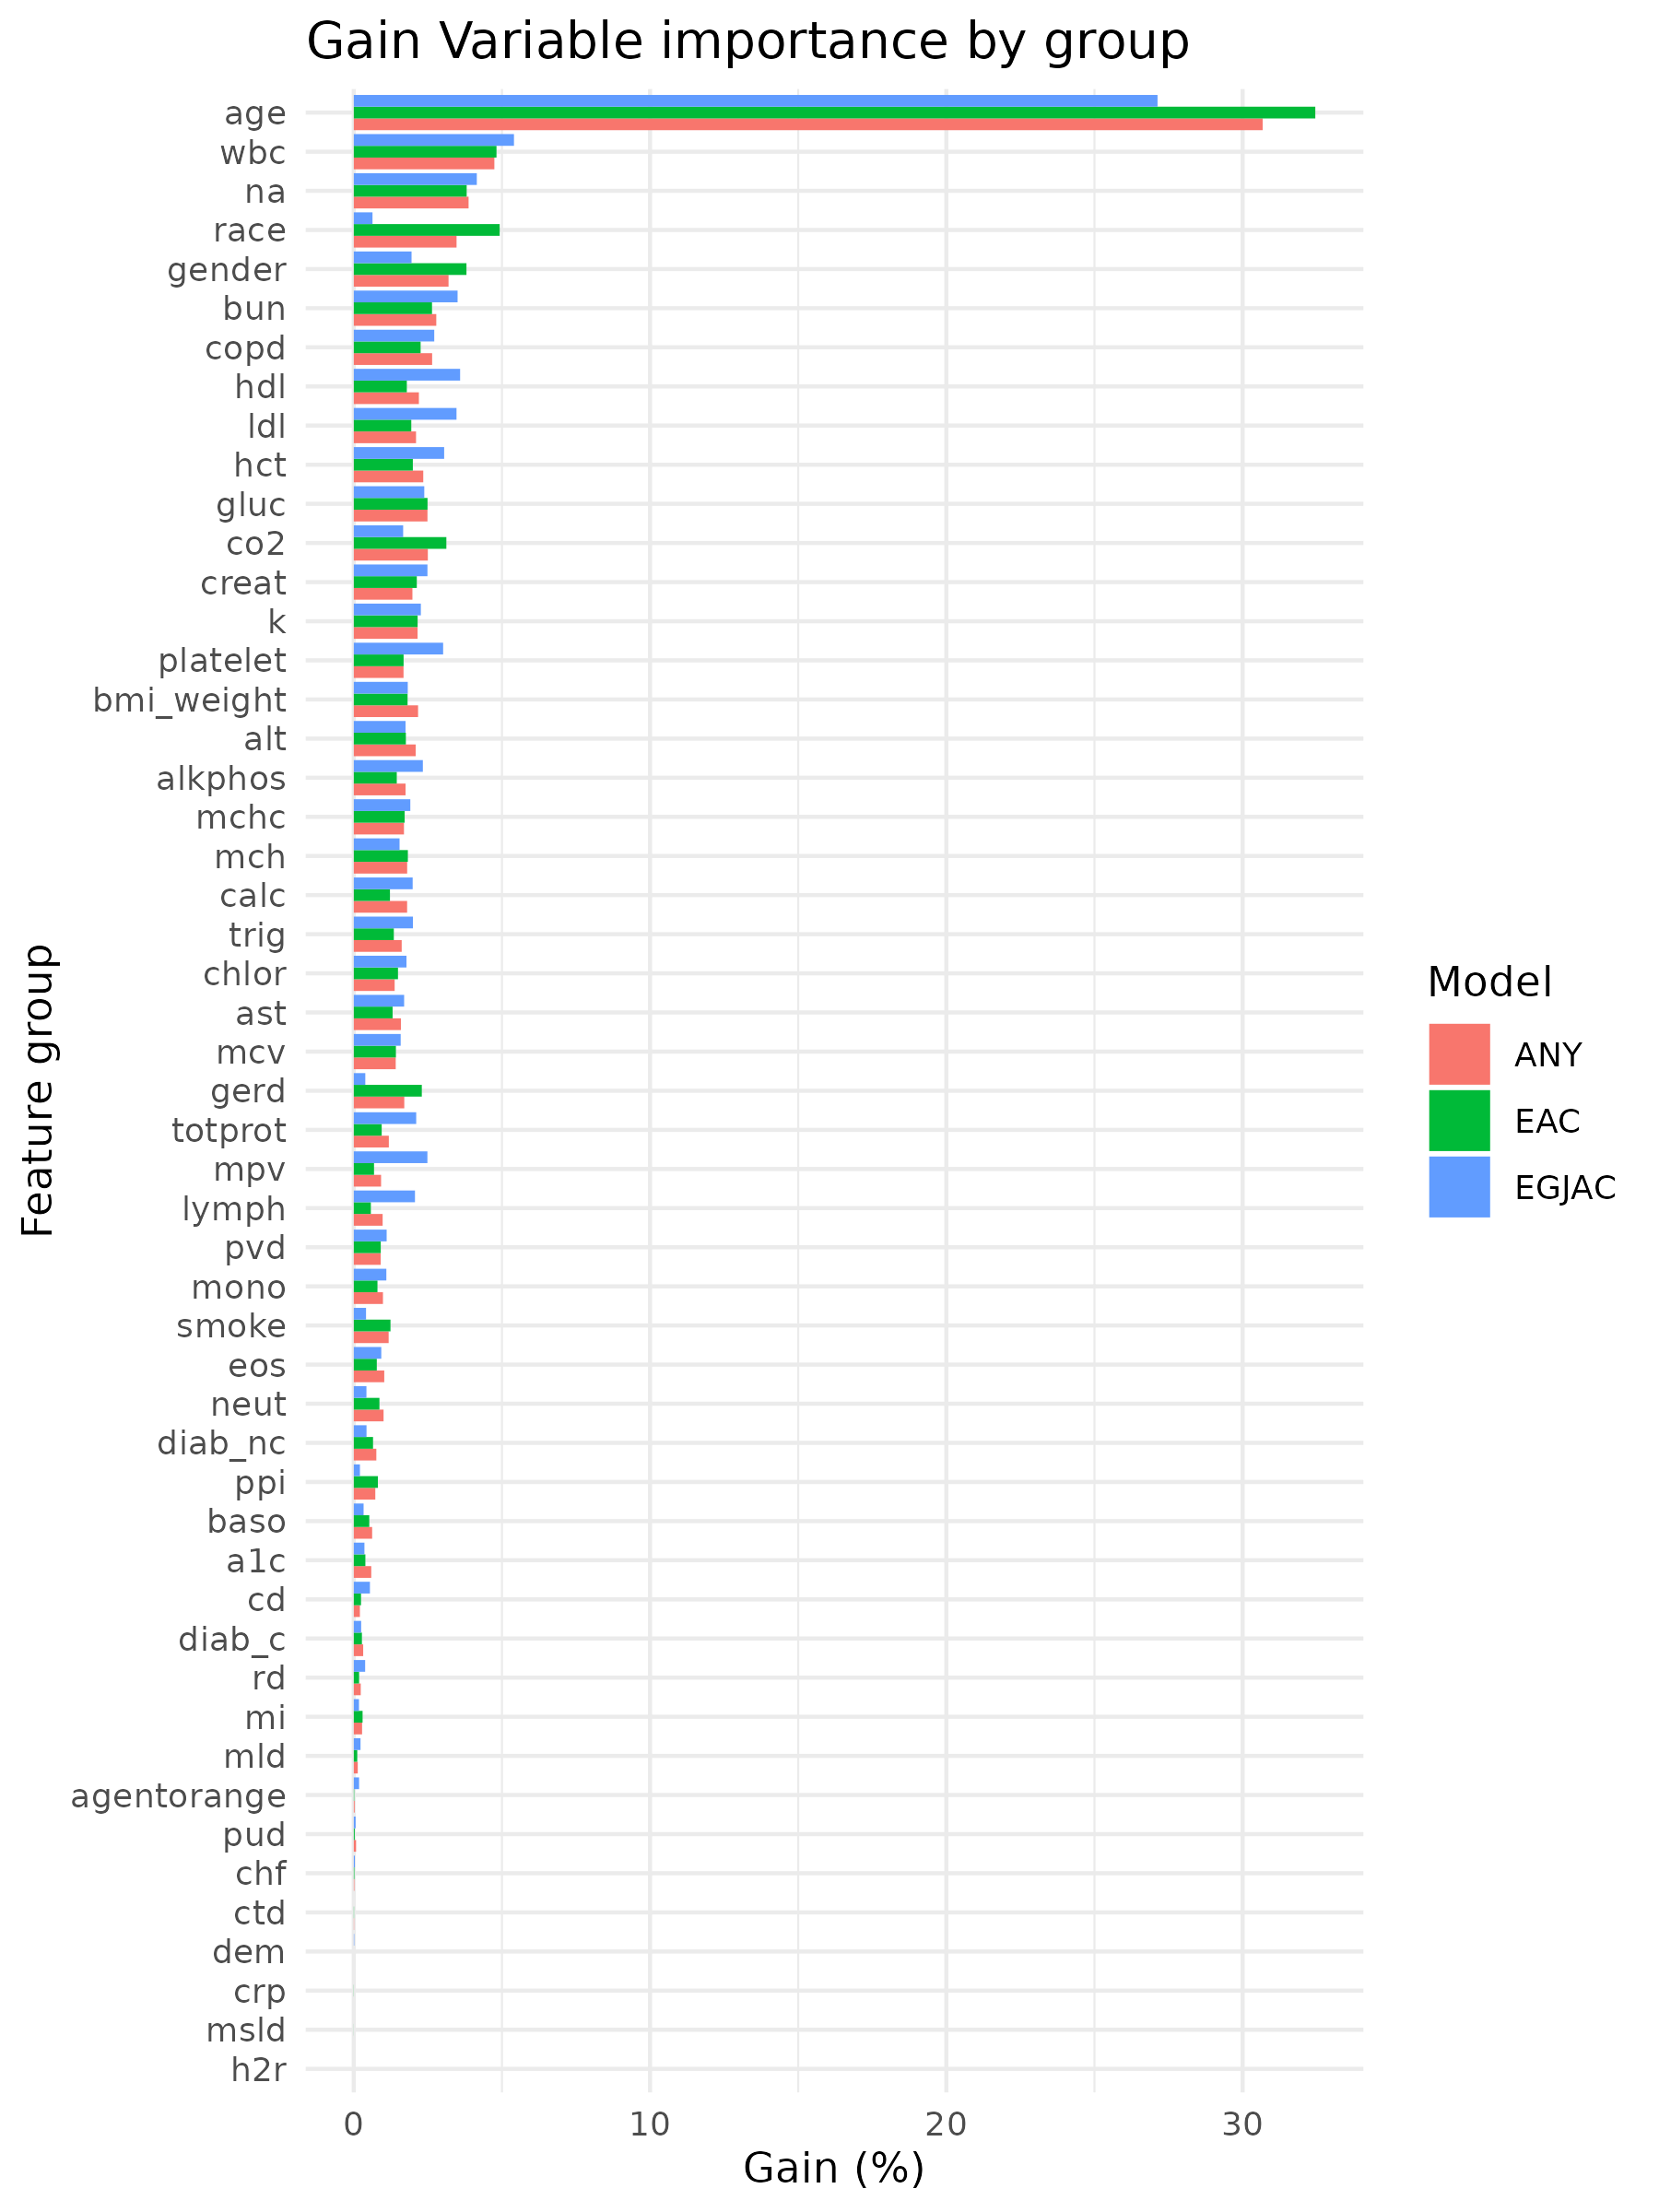 Gain Variable importance by group
age
wbc
na
race
gender
bun
copd
hdl
ldl
hct
gluc
co2
creat
k
platelet
bmi_weight
alt
alkphos
mchc
mch
calc
trig
chlor
ast
mcv
gerd
totprot
mpv
lymph
pvd
mono
smoke
eos
neut
diab_nc
ppi
baso
a1c
cd
diab_c
rd
mi
mld
agentorange
pud
chf
ctd
dem
crp
msld
h2r
Feature group
0 10 20 30
Gain (%)
Model
ANY
EAC
EGJAC